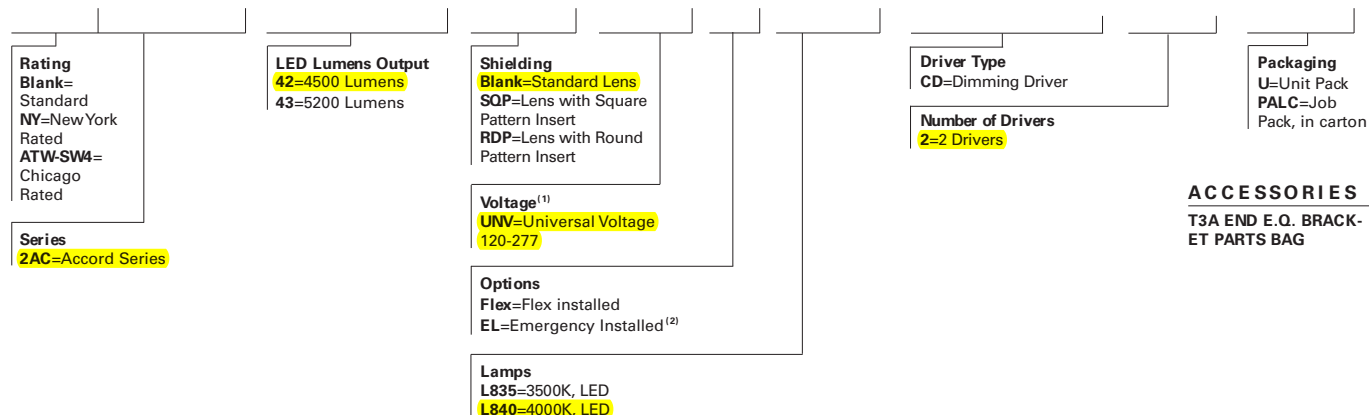 Rating
Blank=
Standard
NY=New York
Rated
ATW-SW4=
Chicago
Rated
Series
2AC=Accord Series
LED Lumens Output
42=4500 Lumens
43=5200 Lumens
Shielding
Blank=Standard Lens
SQP=Lens with Square
Pattern Insert
RDP=Lens with Round
Pattern Insert
Voltage(1)
UNV=Universal Voltage
120-277
Options
Flex=Flex installed
EL=Emergency Installed(2)
Lamps
L835=3500K, LED
L840=4000K, LED
Driver Type
CD=Dimming Driver
Number of Drivers
2=2 Drivers
Packaging
U=Unit Pack
PALC=Job
Pack, in carton
ACCESSORIES
T3A END E.Q. BRACK-
ET PARTS BAG